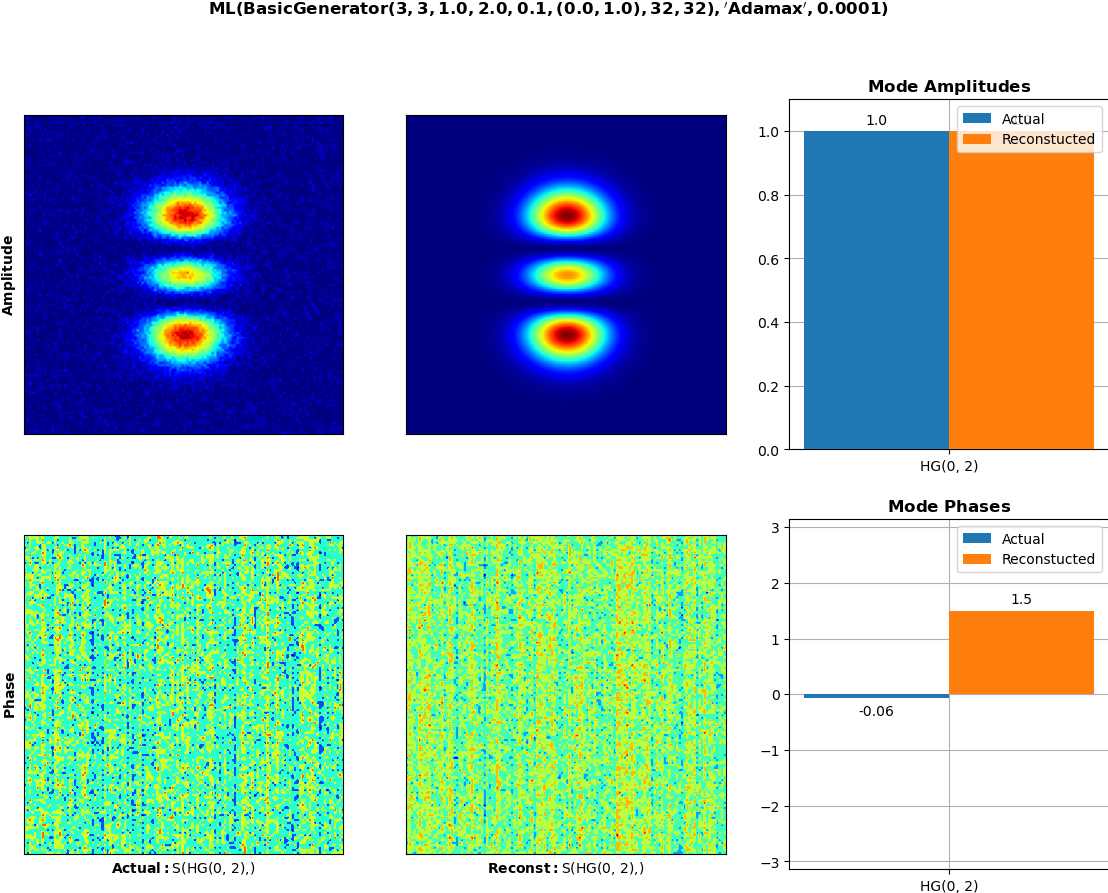 ML(BasicGenerator(3, 3, 1.0, 2.0, 0.1, (0.0, 1.0), 32, 32), ′Adamax′, 0.0001)
Amplitude
Mode Amplitudes
1.0
Actual
Reconstucted
1.0
0.8
0.6
0.4
0.2
0.0
HG(0, 2)
Phase
Actual: S(HG(0, 2),)
Reconst: S(HG(0, 2),)
Mode Phases
Actual
Reconstucted
3
2
1
0
−1
−2
−3
1.5
-0.06
HG(0, 2)